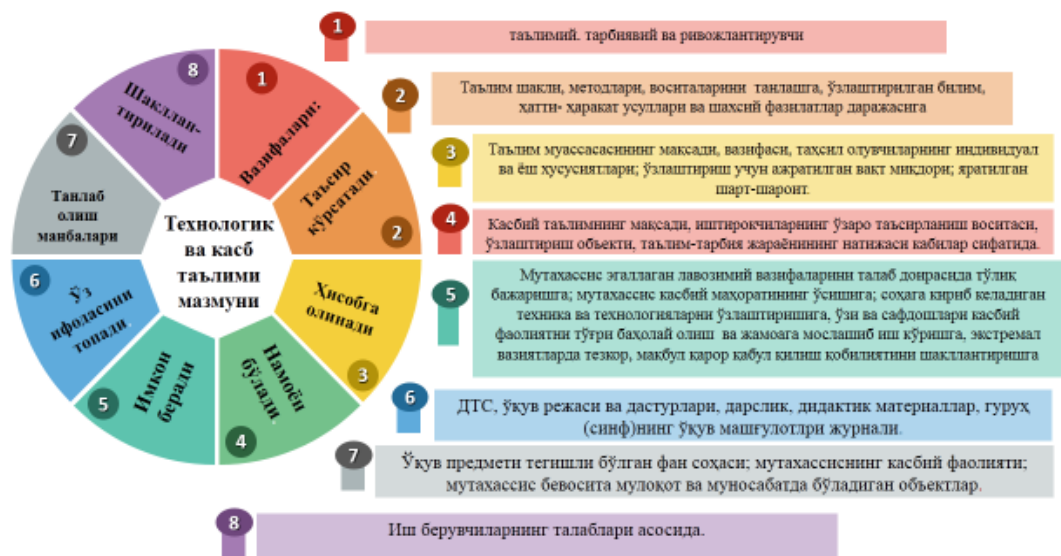 1
таълимий. тарбиявий ва ривожлантирувчи
2
Таълим шакли, методлари, воситаларини танлашга, ўзлаштирилган билим,
ҳатти- ҳаракат усуллари ва шахсий фазилатлар даражасига
3
Таълим муассасасининг мақсади, вазифаси, таҳсил олувчиларнинг индивидуал
ва ёш хусусиятлари; ўзлаштириш учун ажратилган вақт миқдори; яратилган
шарт-шароит.
4
Касбий таълимнинг мақсади, иштирокчиларнинг ўзаро таъсирланиш воситаси,
ўзлаштириш объекти, таълим-тарбия жараёнининг натижаси кабилар сифатида.
5
Мутахассис эгаллаган лавозимий вазифаларини талаб доирасида тўлиқ
бажаришга; мутахассис касбий маҳоратининг ўсишига; соҳага кириб келадиган
техника ва технологияларни ўзлаштиришига, ўзи ва сафдошлари касбий
фаолиятни тўғри баҳолай олиш ва жамоага мослашиб иш кўришга, экстремал
вазиятларда тезкор, мақбул қарор қабул қилиш кобилиятини шакллантиришга
6
ДТС, ўқув режаси ва дастурлари, дарслик, дидактик материаллар, гуруҳ
(синф)нинг ўқув машғулотлри журнали.
7
Ўқув предмети тегишли бўлган фан соҳаси; мутахассиснинг касбий фаолияти;
мутахассис бевосита мулоқот ва муносабатда бўладиган объектлар.
8
Иш берувчиларнинг талаблари асосида.
Технологик
ва касб
таълими
мазмуни
1
Вазифалари:
2
Таъсир
кўрсатади.
3
Ҳисобга
олинади
4
Намоён
бўлади.
5
Имкон
беради
6
Ўз
ифодасини
топади.
7
Танлаб
олиш
манбалари
8
Шакллан-
тирилади